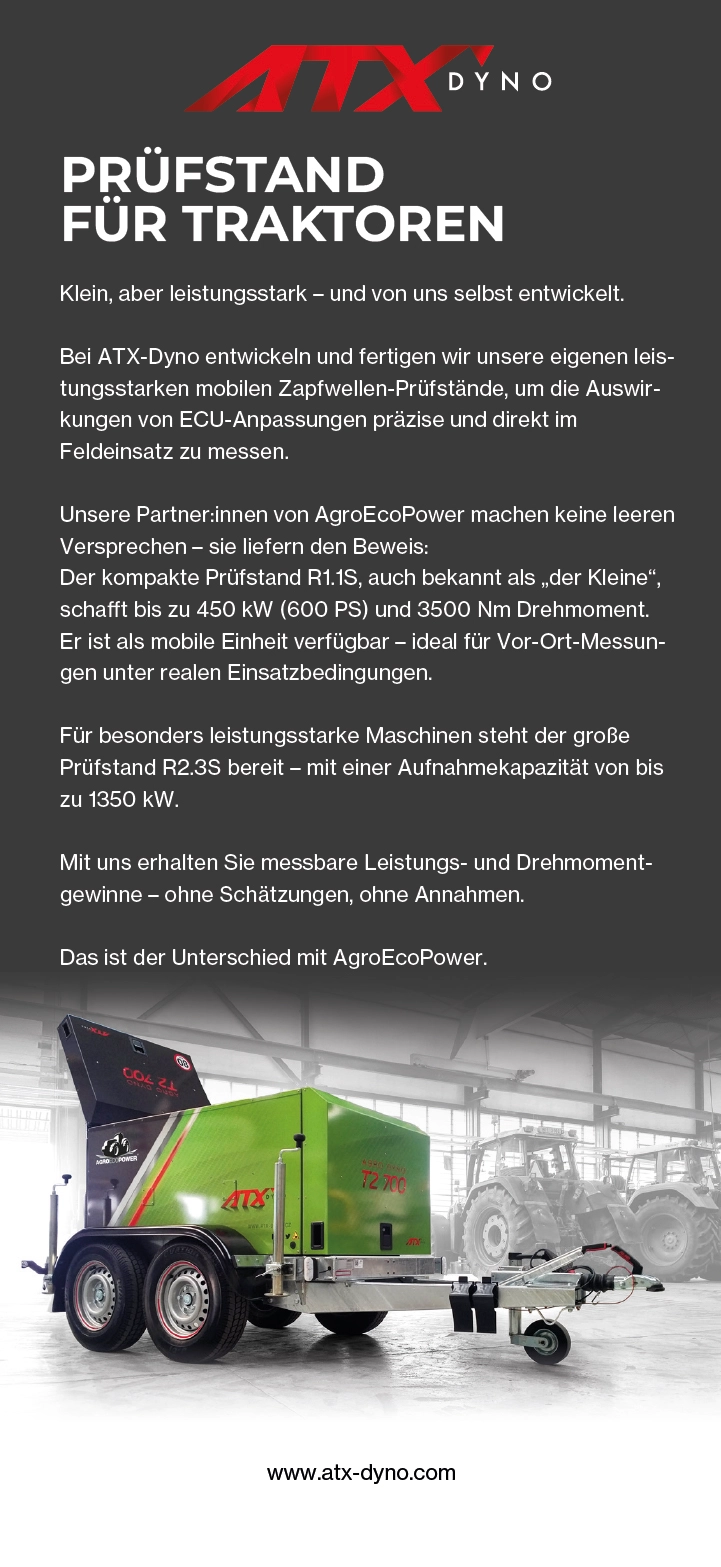 ATX DYNO
PRÜFSTAND
FÜR TRAKTOREN
Klein, aber leistungsstark – und von uns selbst entwickelt.
Bei ATX-Dyno entwickeln und fertigen wir unsere eigenen leis-
tungsstarken mobilen Zapfwellen-Prüfstände, um die Auswir-
kungen von ECU-Anpassungen präzise und direkt im
Feldeinsatz zu messen.
Unsere Partner:innen von AgroEcoPower machen keine leeren
Versprechen – sie liefern den Beweis:
Der kompakte Prüfstand R1.1S, auch bekannt als „der Kleine“,
schafft bis zu 450 kW (600 PS) und 3500 Nm Drehmoment.
Er ist als mobile Einheit verfügbar – ideal für Vor-Ort-Messun-
gen unter realen Einsatzbedingungen.
Für besonders leistungsstarke Maschinen steht der große
Prüfstand R2.3S bereit – mit einer Aufnahmekapazität von bis
zu 1350 kW.
Mit uns erhalten Sie messbare Leistungs- und Drehmoment-
gewinne – ohne Schätzungen, ohne Annahmen.
Das ist der Unterschied mit AgroEcoPower.
T2 700
80
AGROECOPOWER
T2 700
ATX
ATX
www.atx-dyno.com